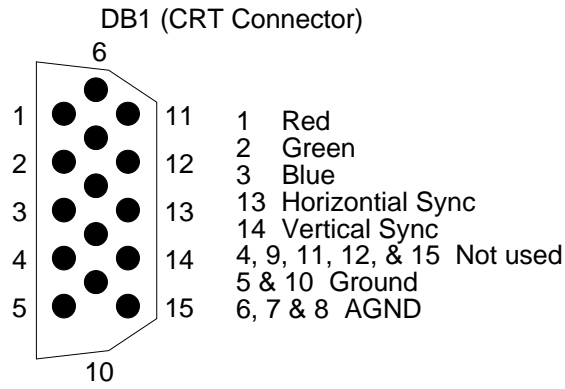 DB1 (CRT Connector)
6
1 11
2 12
3 13
4 14
5 15
10
1 Red
2 Green
3 Blue
13 Horizontial Sync
14 Vertical Sync
4, 9, 11, 12, & 15 Not used
5 & 10 Ground
6, 7 & 8 AGND